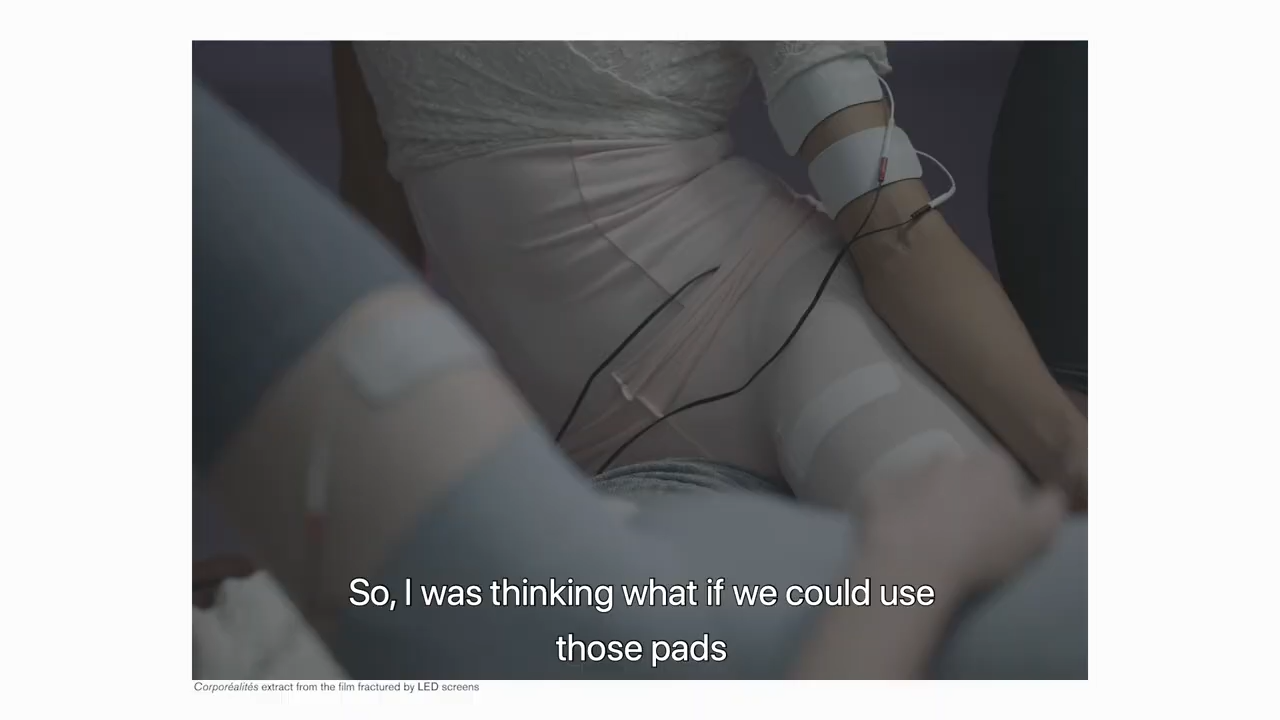 So, I was thinking what if we could use
those pads
Corporéalités extract from the film fractured by LED screens